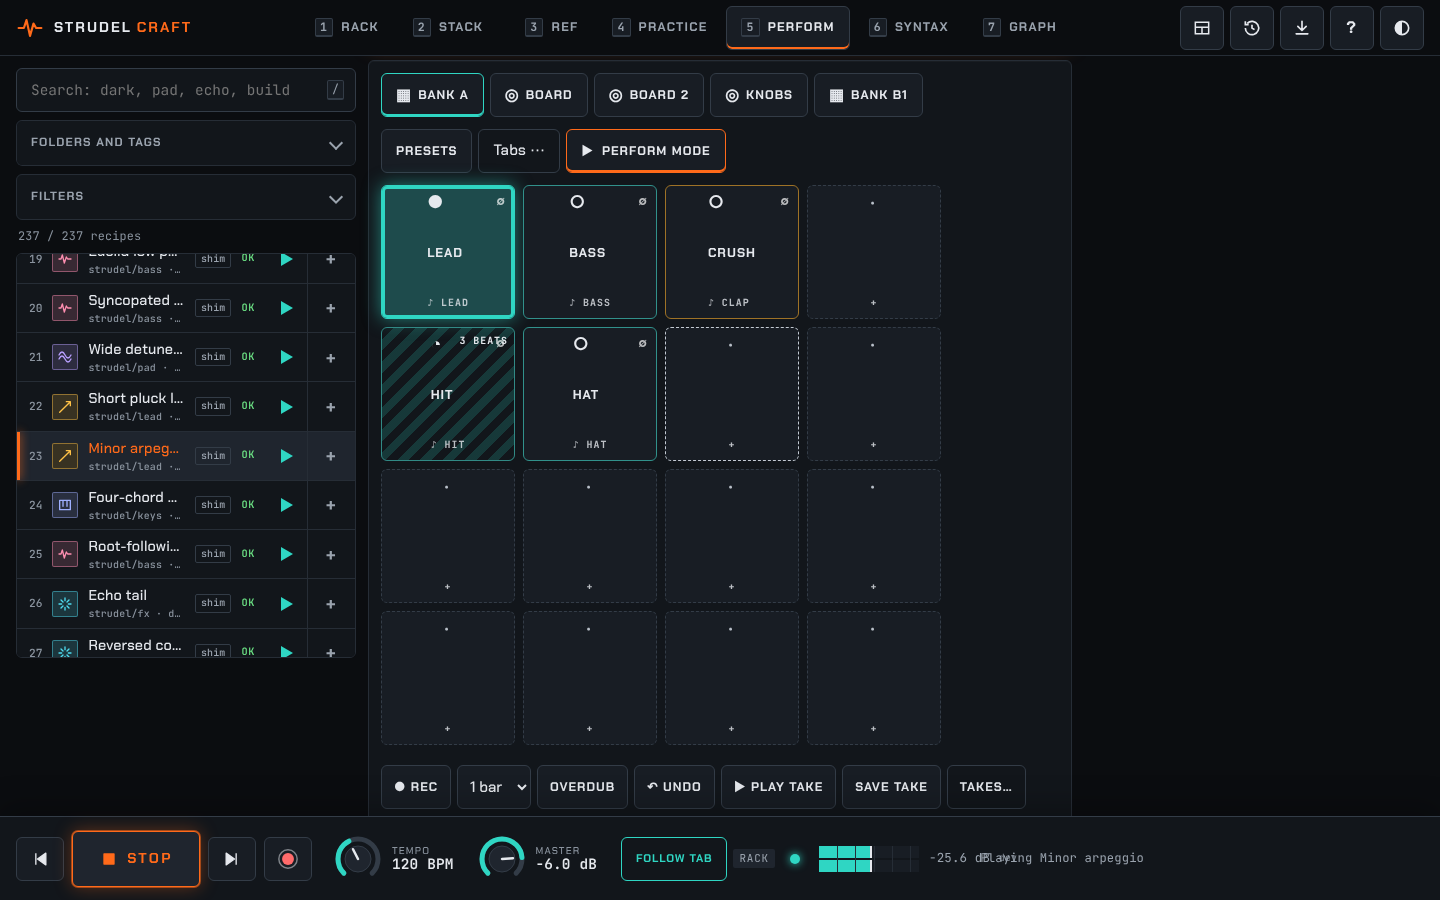 STRUDEL CRAFT
1 RACK
2 STACK
3 REF
4 PRACTICE
5 PERFORM
6 SYNTAX
7 GRAPH
?
Search: dark, pad, echo, build /
FOLDERS AND TAGS
FILTERS
237 / 237 recipes
19
strudel/bass ·… shim OK +
20 Syncopated …
strudel/bass ·… shim OK +
21 Wide detune…
strudel/pad · … shim OK +
22 Short pluck l…
strudel/lead ·… shim OK +
23 Minor arpeg…
strudel/lead ·… shim OK +
24 Four-chord …
strudel/keys ·… shim OK +
25 Root-followi…
strudel/bass ·… shim OK +
26 Echo tail
strudel/fx · d… shim OK +
27 Reversed co…
shim OK +
BANK A
BOARD
BOARD 2
KNOBS
BANK B1
PRESETS
Tabs ···
▶ PERFORM MODE
ø ø ø
LEAD BASS CRUSH
♪ LEAD ♪ BASS ♪ CLAP +
3 BEATS ø
HIT HAT
♪ HIT ♪ HAT + +
+ + + +
+ + + +
● REC
1 bar
OVERDUB
↶ UNDO
▶ PLAY TAKE
SAVE TAKE
TAKES…
STOP
TEMPO
120 BPM
MASTER
-6.0 dB
FOLLOW TAB
RACK
-25.6 Playing Minor arpeggio